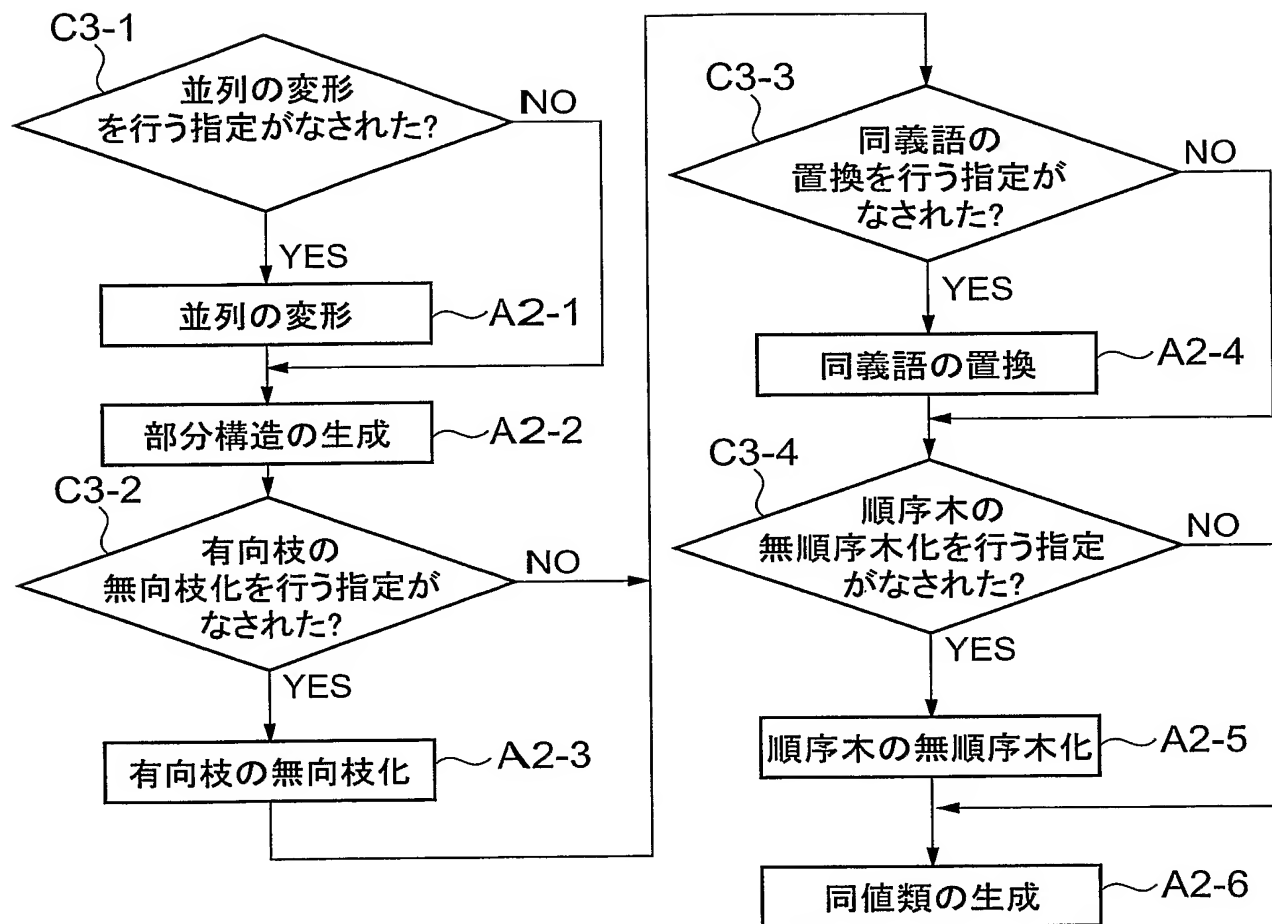 C3-1
並列の変形
を行う指定がなされた?
NO
YES
並列の変形
A2-1
部分構造の生成
A2-2
C3-2
有向枝の
無向枝化を行う指定が
なされた?
NO
YES
有向枝の無向枝化
A2-3
C3-3
同義語の
置換を行う指定が
なされた?
NO
YES
同義語の置換
A2-4
C3-4
順序木の
無順序木化を行う指定
がなされた?
NO
YES
順序木の無順序木化
A2-5
同値類の生成
A2-6